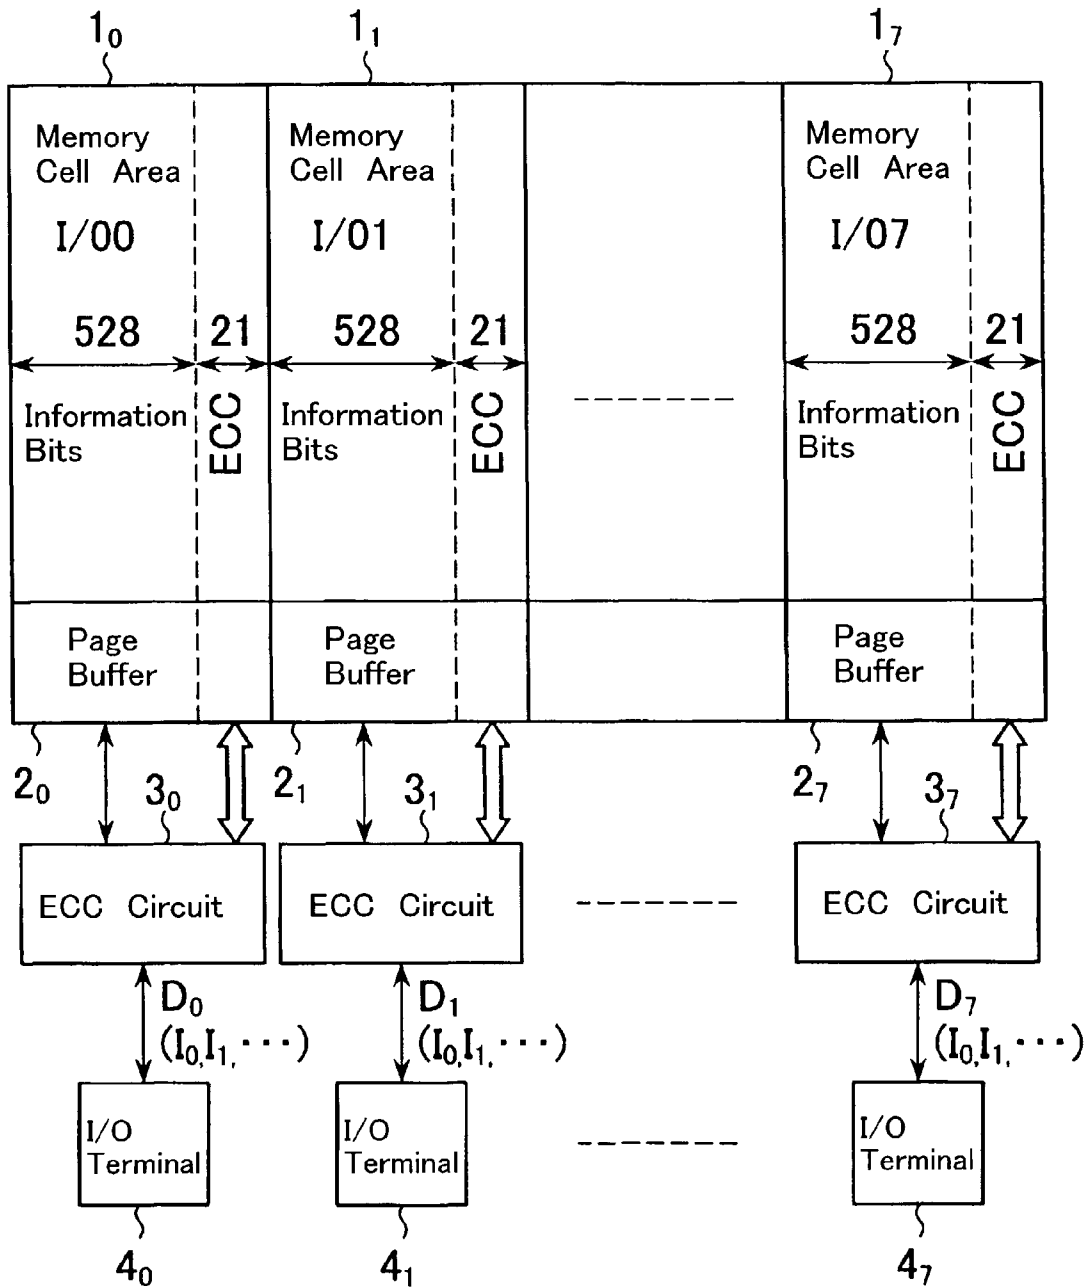 1₀ 1₁ 1₇
Memory Cell Area
I/O0
Memory Cell Area
I/O1
Memory Cell Area
I/O7
528 21 528 21 528 21
Information Bits
ECC
Information Bits
ECC
Information Bits
ECC
Page Buffer
Page Buffer
Page Buffer
2₀ 3₀ 2₁ 3₁ 2₇ 3₇
ECC Circuit ECC Circuit ECC Circuit
D₀ D₁ D₇
(I₀,I₁, ···) (I₀,I₁, ···) (I₀,I₁, ···)
I/O Terminal
I/O Terminal
I/O Terminal
4₀ 4₁ 4₇